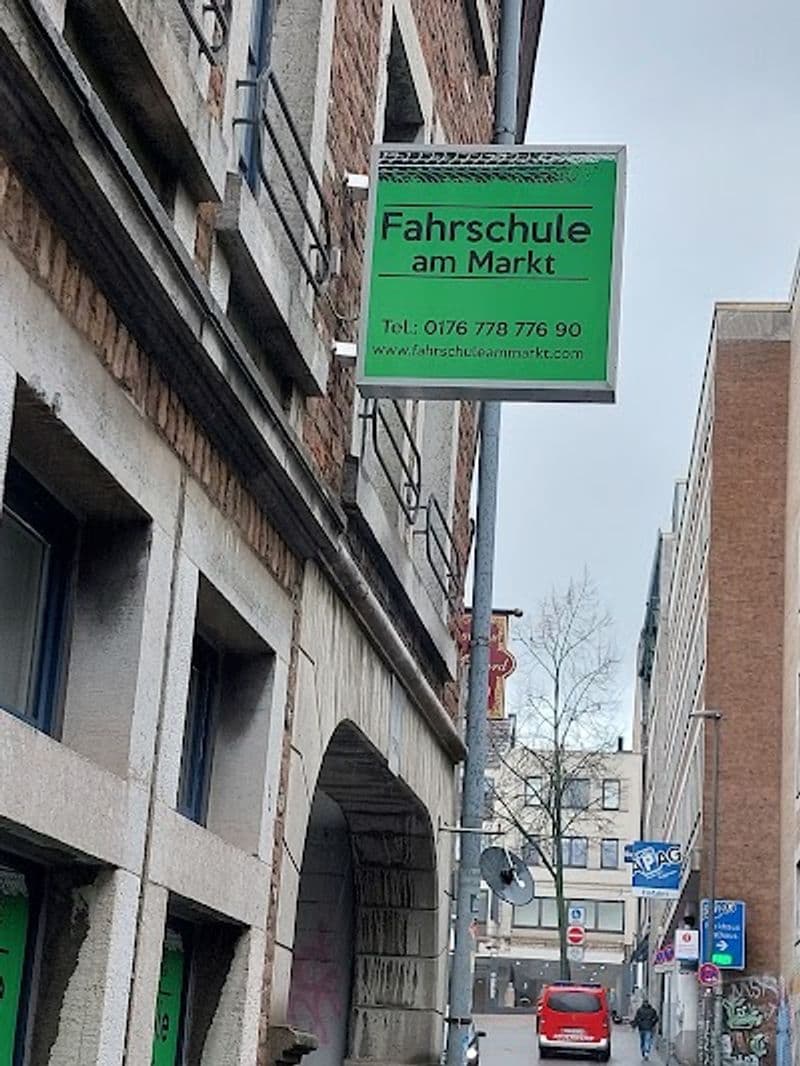 Fahrschule
am Markt
Tel.: 0176 778 776 90
www.fahrschuleammarkt.com
APAG